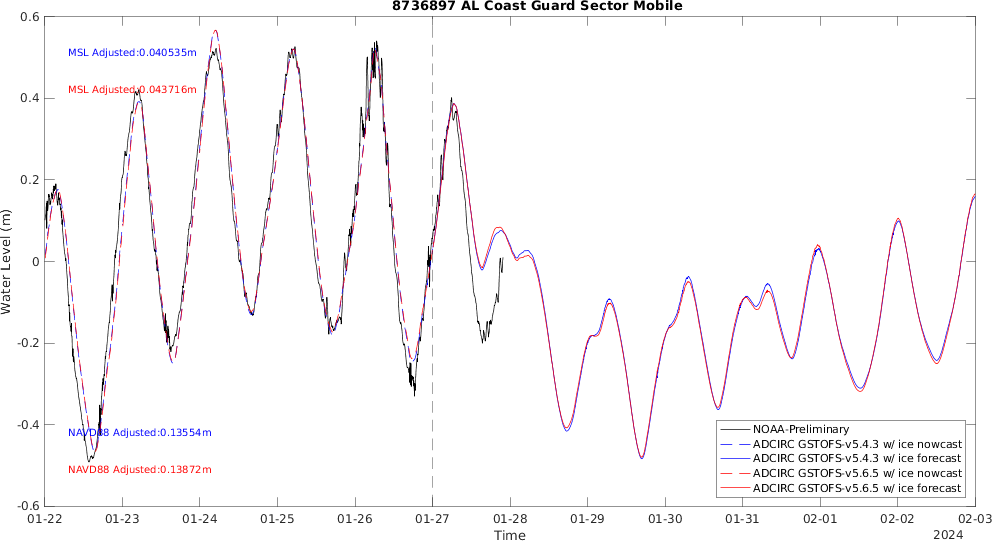 8736897 AL Coast Guard Sector Mobile
0.6
0.4
0.2
0
-0.2
-0.4
-0.6
Water Level (m)
MSL Adjusted:0.040535m
MSL Adjusted:0.043716m
NAVD88 Adjusted:0.13554m
NAVD88 Adjusted:0.13872m
NOAA-Preliminary
ADCIRC GSTOFS-v5.4.3 w/ ice nowcast
ADCIRC GSTOFS-v5.4.3 w/ ice forecast
ADCIRC GSTOFS-v5.6.5 w/ ice nowcast
ADCIRC GSTOFS-v5.6.5 w/ ice forecast
01-22 01-23 01-24 01-25 01-26 01-27 01-28 01-29 01-30 01-31 02-01 02-02 02-03
Time
2024